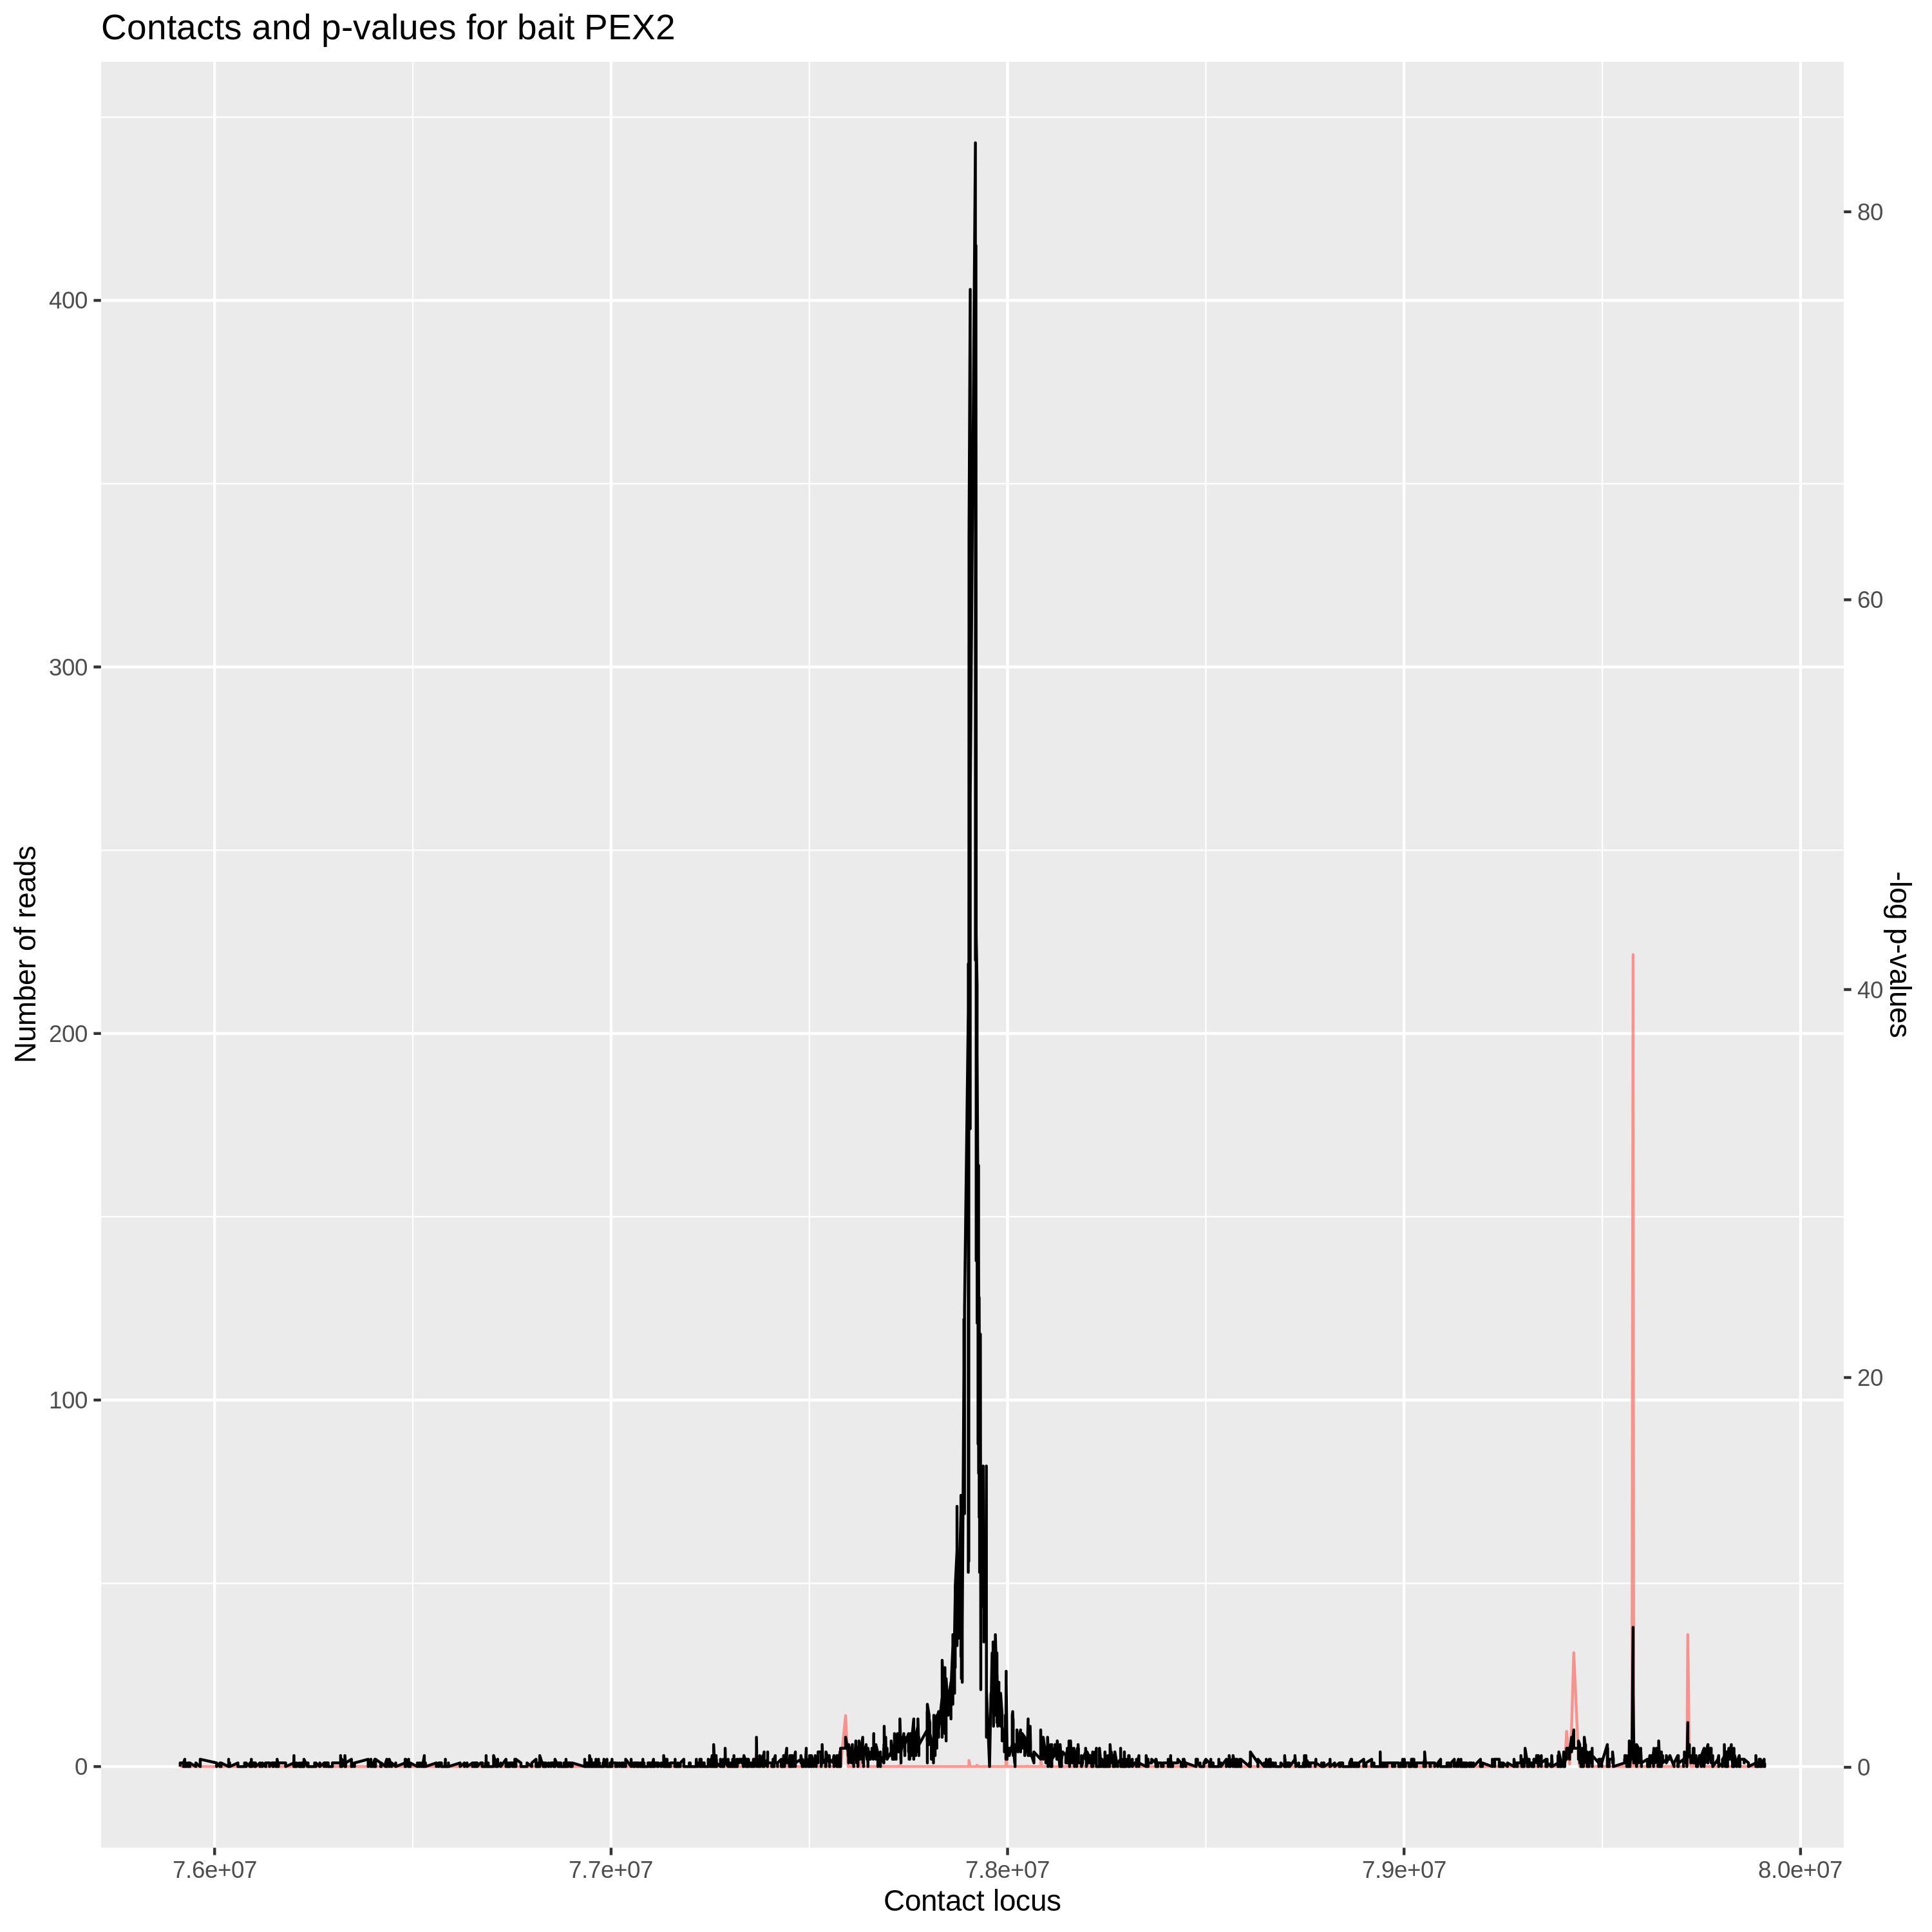 Contacts and p-values for bait PEX2
Number of reads
400
300
200
100
0
80
60
40
20
0
-log p-values
7.6e+07
7.7e+07
7.8e+07
7.9e+07
8.0e+07
Contact locus